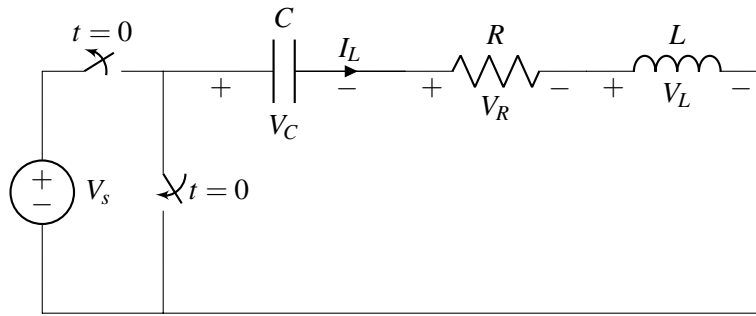 t = 0
C
I_L
R
L
+ −
+ −
+ −
V_C
V_R
V_L
+
−
V_s
t = 0